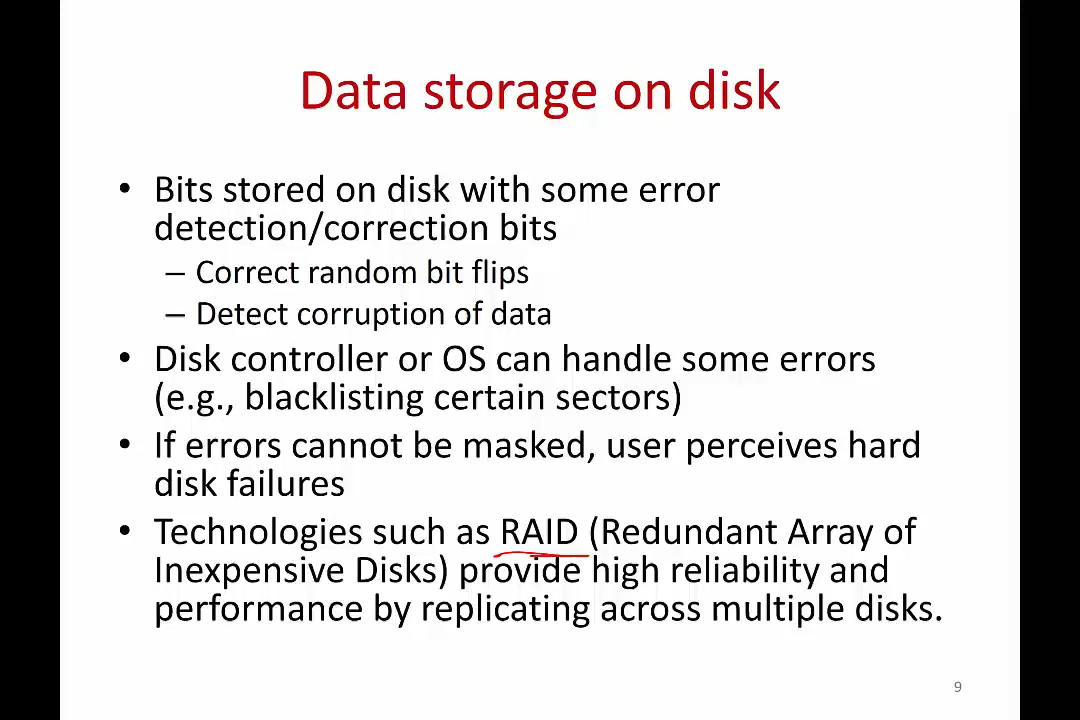 Data storage on disk
• Bits stored on disk with some error
detection/correction bits
– Correct random bit flips
– Detect corruption of data
• Disk controller or OS can handle some errors
(e.g., blacklisting certain sectors)
• If errors cannot be masked, user perceives hard
disk failures
• Technologies such as RAID (Redundant Array of
Inexpensive Disks) provide high reliability and
performance by replicating across multiple disks.
9